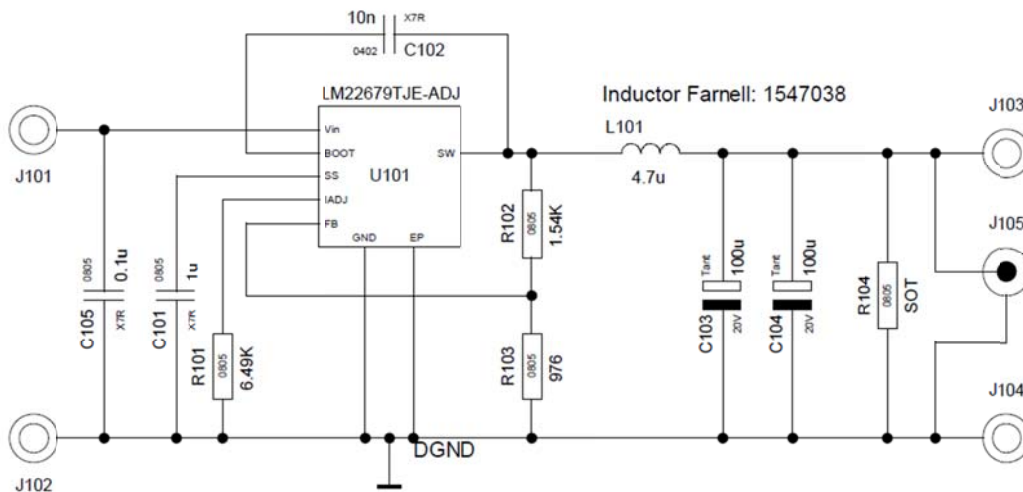 10n
X7R
0402
C102
LM22679TJE-ADJ
Inductor Farnell: 1547038
J103
L101
4.7u
J101
Vin
BOOT
SS
IADJ
FB
SW
U101
GND
EP
R102
0805
1.54K
J105
0805
0.1u
C105
X7R
0805
1u
C101
X7R
R101
0805
6.49K
R103
0805
976
Tant
100u
C103
20V
Tant
100u
C104
20V
R104
0805
SOT
J104
DGND
J102